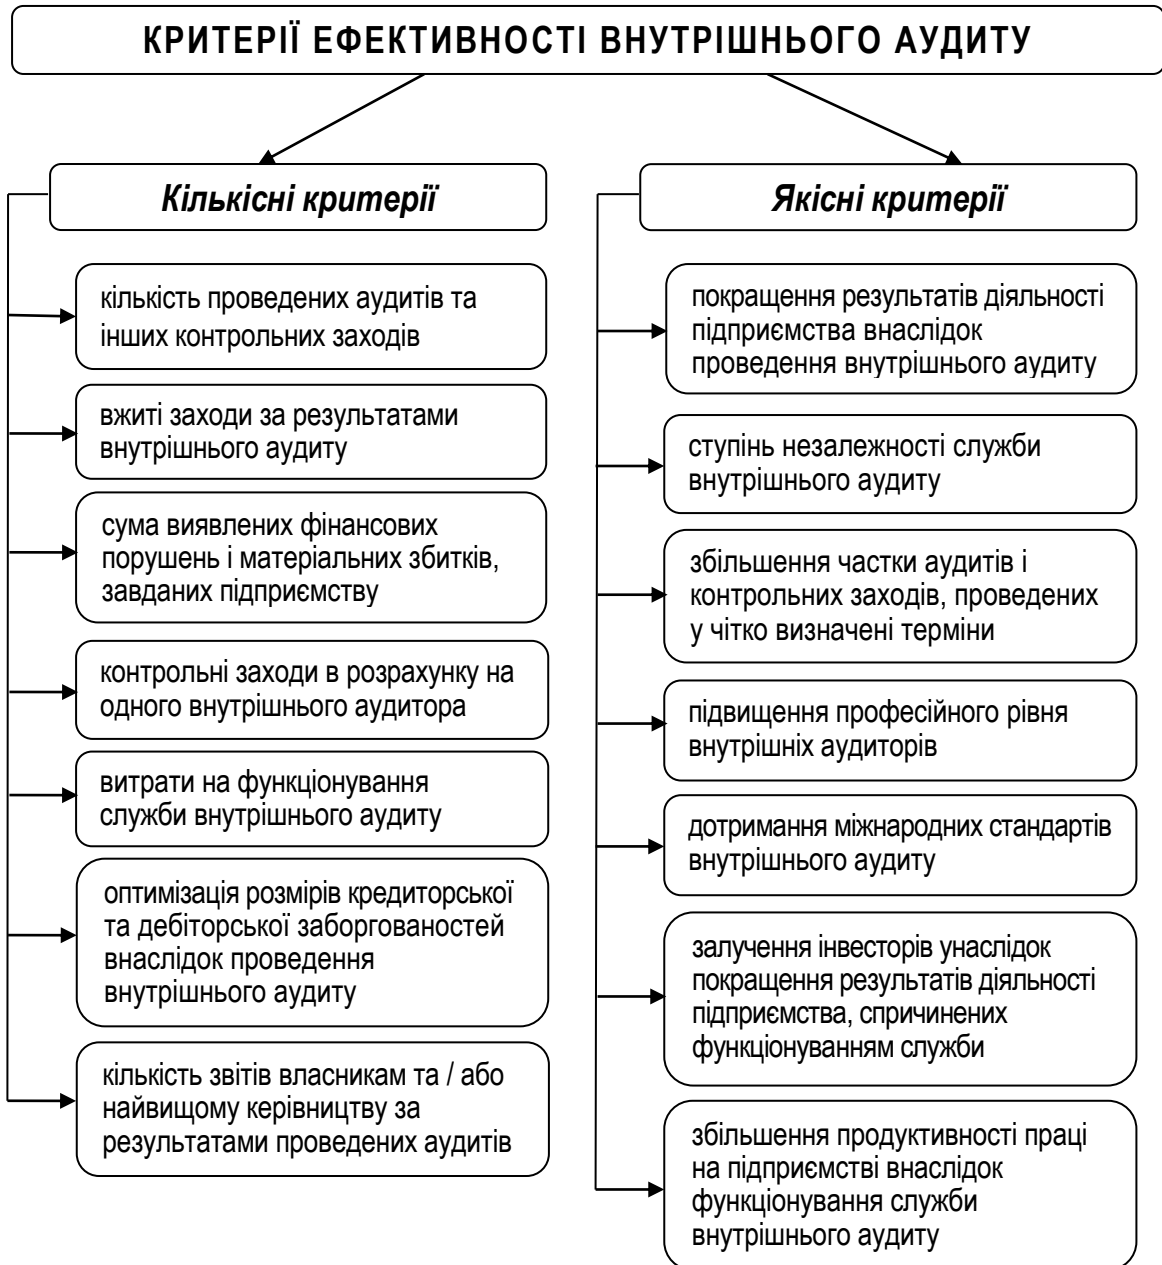 КРИТЕРІЇ ЕФЕКТИВНОСТІ ВНУТРІШНЬОГО АУДИТУ
Кількісні критерії
кількість проведених аудитів та
інших контрольних заходів
вжиті заходи за результатами
внутрішнього аудиту
сума виявлених фінансових
порушень і матеріальних збитків,
завданих підприємству
контрольні заходи в розрахунку на
одного внутрішнього аудитора
витрати на функціонування
служби внутрішнього аудиту
оптимізація розмірів кредиторської
та дебіторської заборгованостей
внаслідок проведення
внутрішнього аудиту
кількість звітів власникам та / або
найвищому керівництву за
результатами проведених аудитів
Якісні критерії
покращення результатів діяльності
підприємства внаслідок
проведення внутрішнього аудиту
ступінь незалежності служби
внутрішнього аудиту
збільшення частки аудитів і
контрольних заходів, проведених
у чітко визначені терміни
підвищення професійного рівня
внутрішніх аудиторів
дотримання міжнародних стандартів
внутрішнього аудиту
залучення інвесторів унаслідок
покращення результатів діяльності
підприємства, спричинених
функціонуванням служби
збільшення продуктивності праці
на підприємстві внаслідок
функціонування служби
внутрішнього аудиту